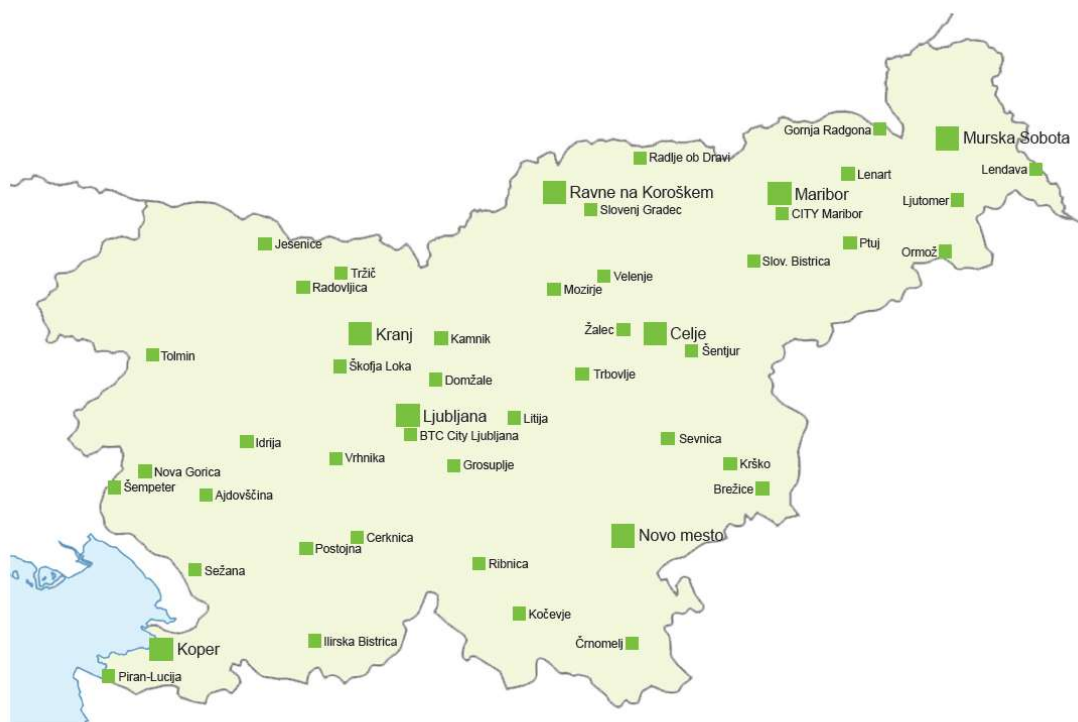 Gornja Radgona
Murska Sobota
Radlje ob Dravi
Lendava
Lenart
Ravne na Koroškem
Maribor
Ljutomer
Slovenj Gradec
CITY Maribor
Jesenice
Ptuj
Ormož
Slov. Bistrica
Tržič
Velenje
Radovljica
Mozirje
Kranj
Kamnik
Žalec
Celje
Šentjur
Tolmin
Škofja Loka
Domžale
Trbovlje
Ljubljana
Litija
BTC City Ljubljana
Idrija
Sevnica
Vrhnika
Grosuplje
Krško
Nova Gorica
Šempeter
Ajdovščina
Brežice
Cerknica
Novo mesto
Postojna
Ribnica
Sežana
Kočevje
Ilirska Bistrica
Črnomelj
Koper
Piran-Lucija